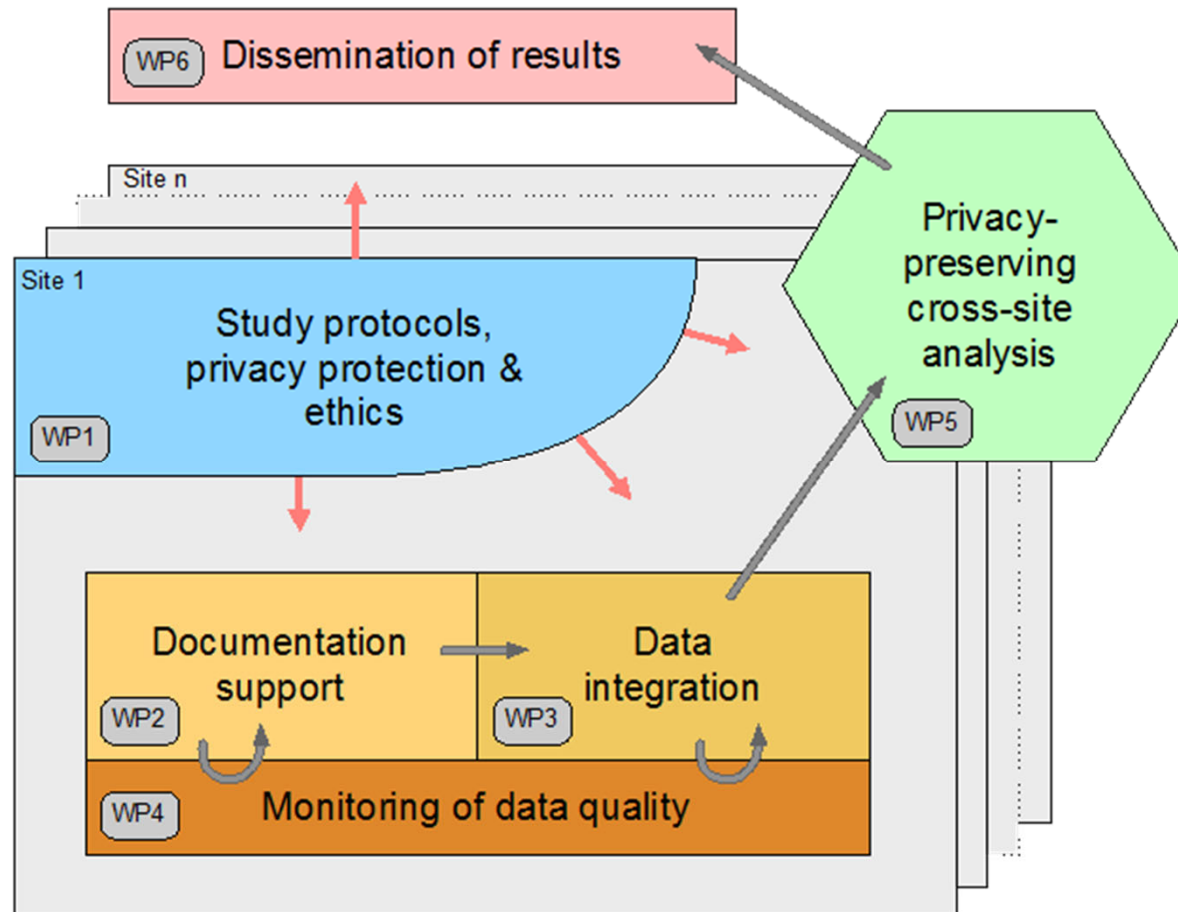 WP6
Dissemination of results
Site n
Site 1
Study protocols,
privacy protection &
ethics
WP1
Privacy-
preserving
cross-site
analysis
WP5
Documentation
support
WP2
Data
integration
WP3
WP4
Monitoring of data quality